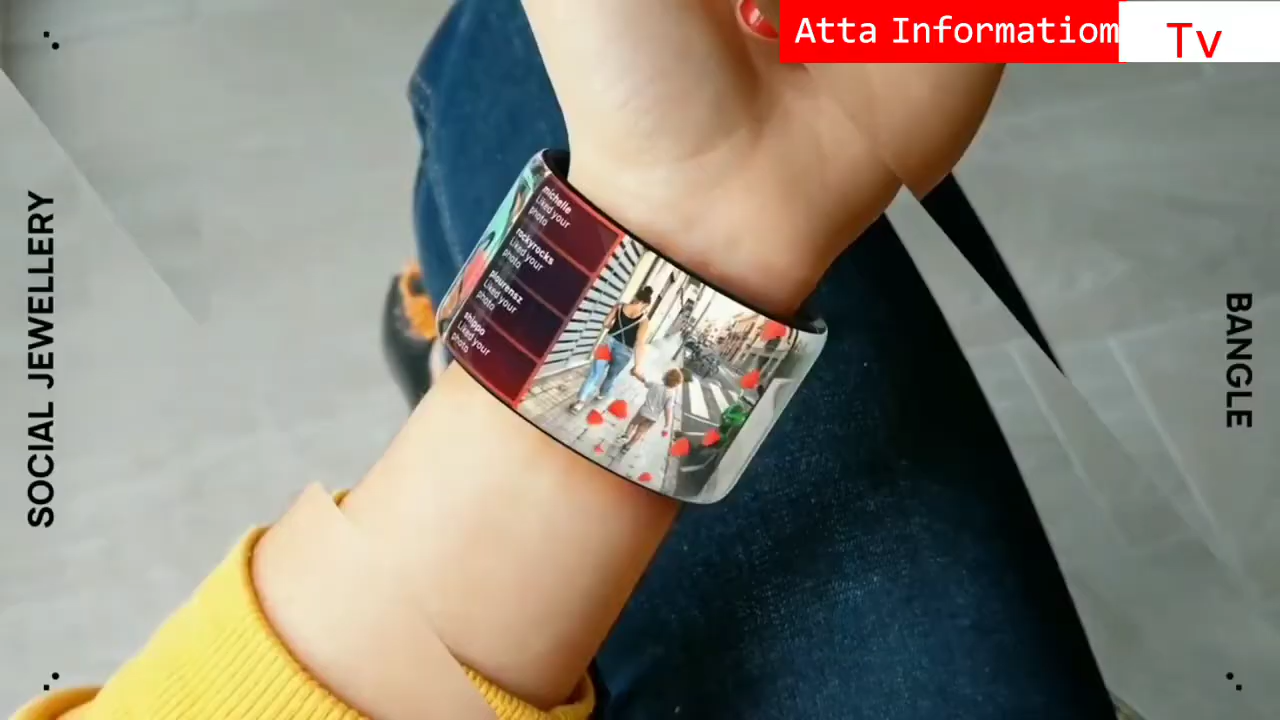 Atta Informatiom Tv
SOCIAL JEWELLERY
BANGLE
michelle
Liked your
photo
rockyrocks
Liked your
photo
plaurensz
Liked your
photo
shippo
Liked your
photo